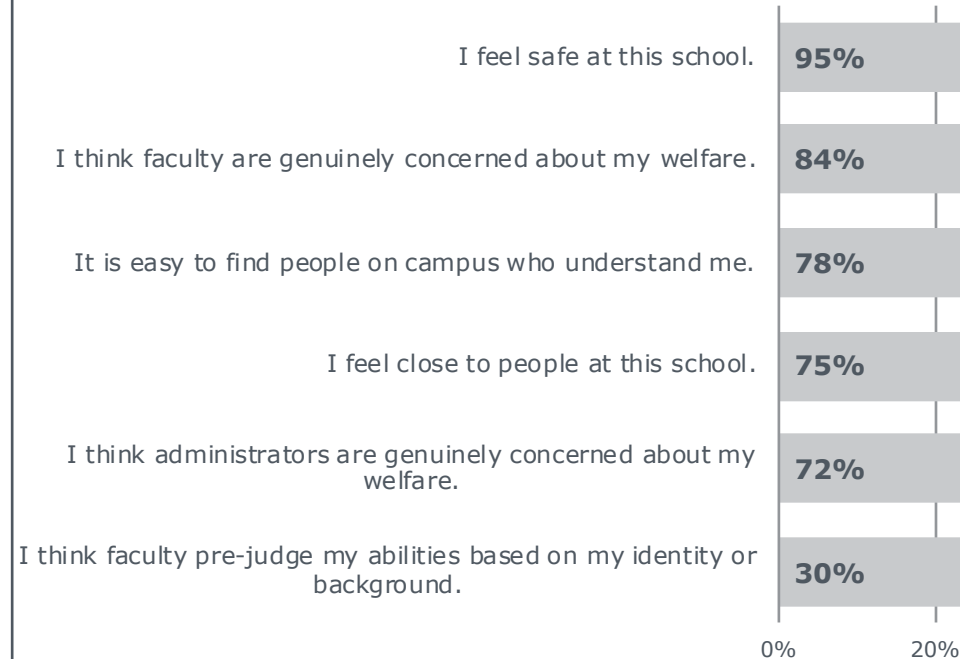 I feel safe at this school.
95%
I think faculty are genuinely concerned about my welfare.
84%
It is easy to find people on campus who understand me.
78%
I feel close to people at this school.
75%
I think administrators are genuinely concerned about my
welfare.
72%
I think faculty pre-judge my abilities based on my identity or
background.
30%
0%
20%